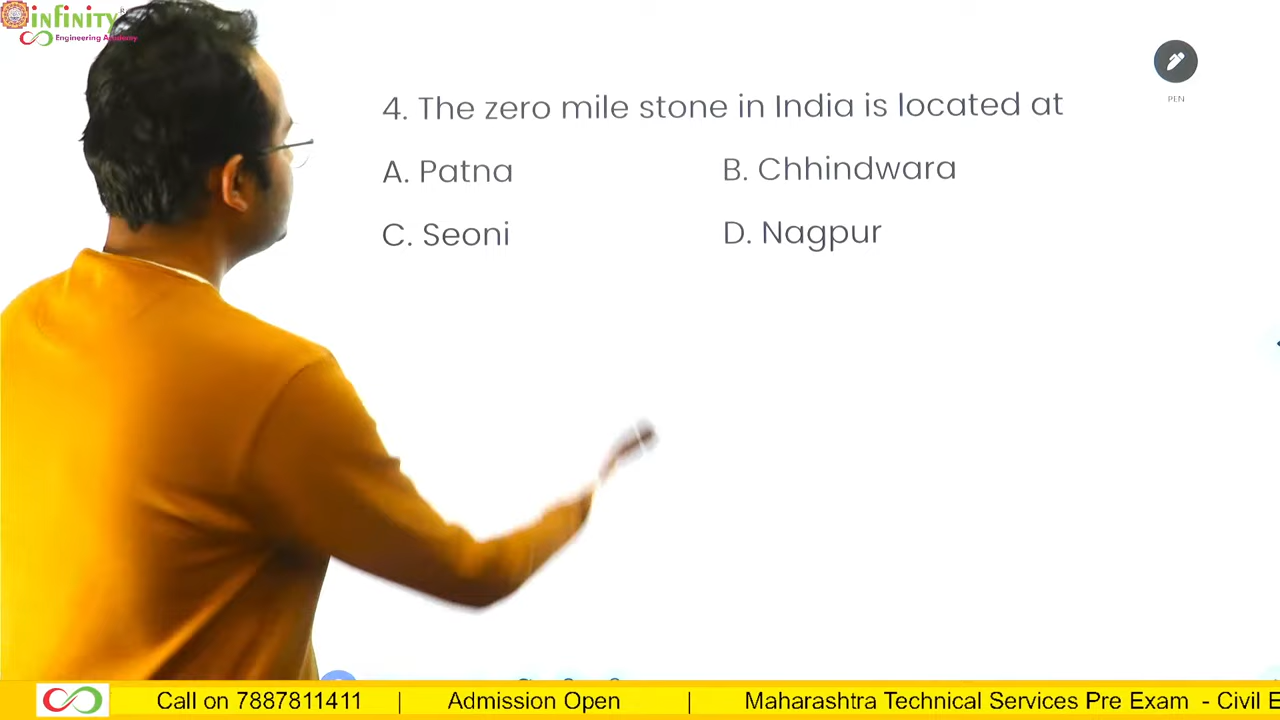 infinity
Engineering Academy
PEN
4. The zero mile stone in India is located at
A. Patna
B. Chhindwara
C. Seoni
D. Nagpur
Call on 7887811411 | Admission Open | Maharashtra Technical Services Pre Exam - Civil E